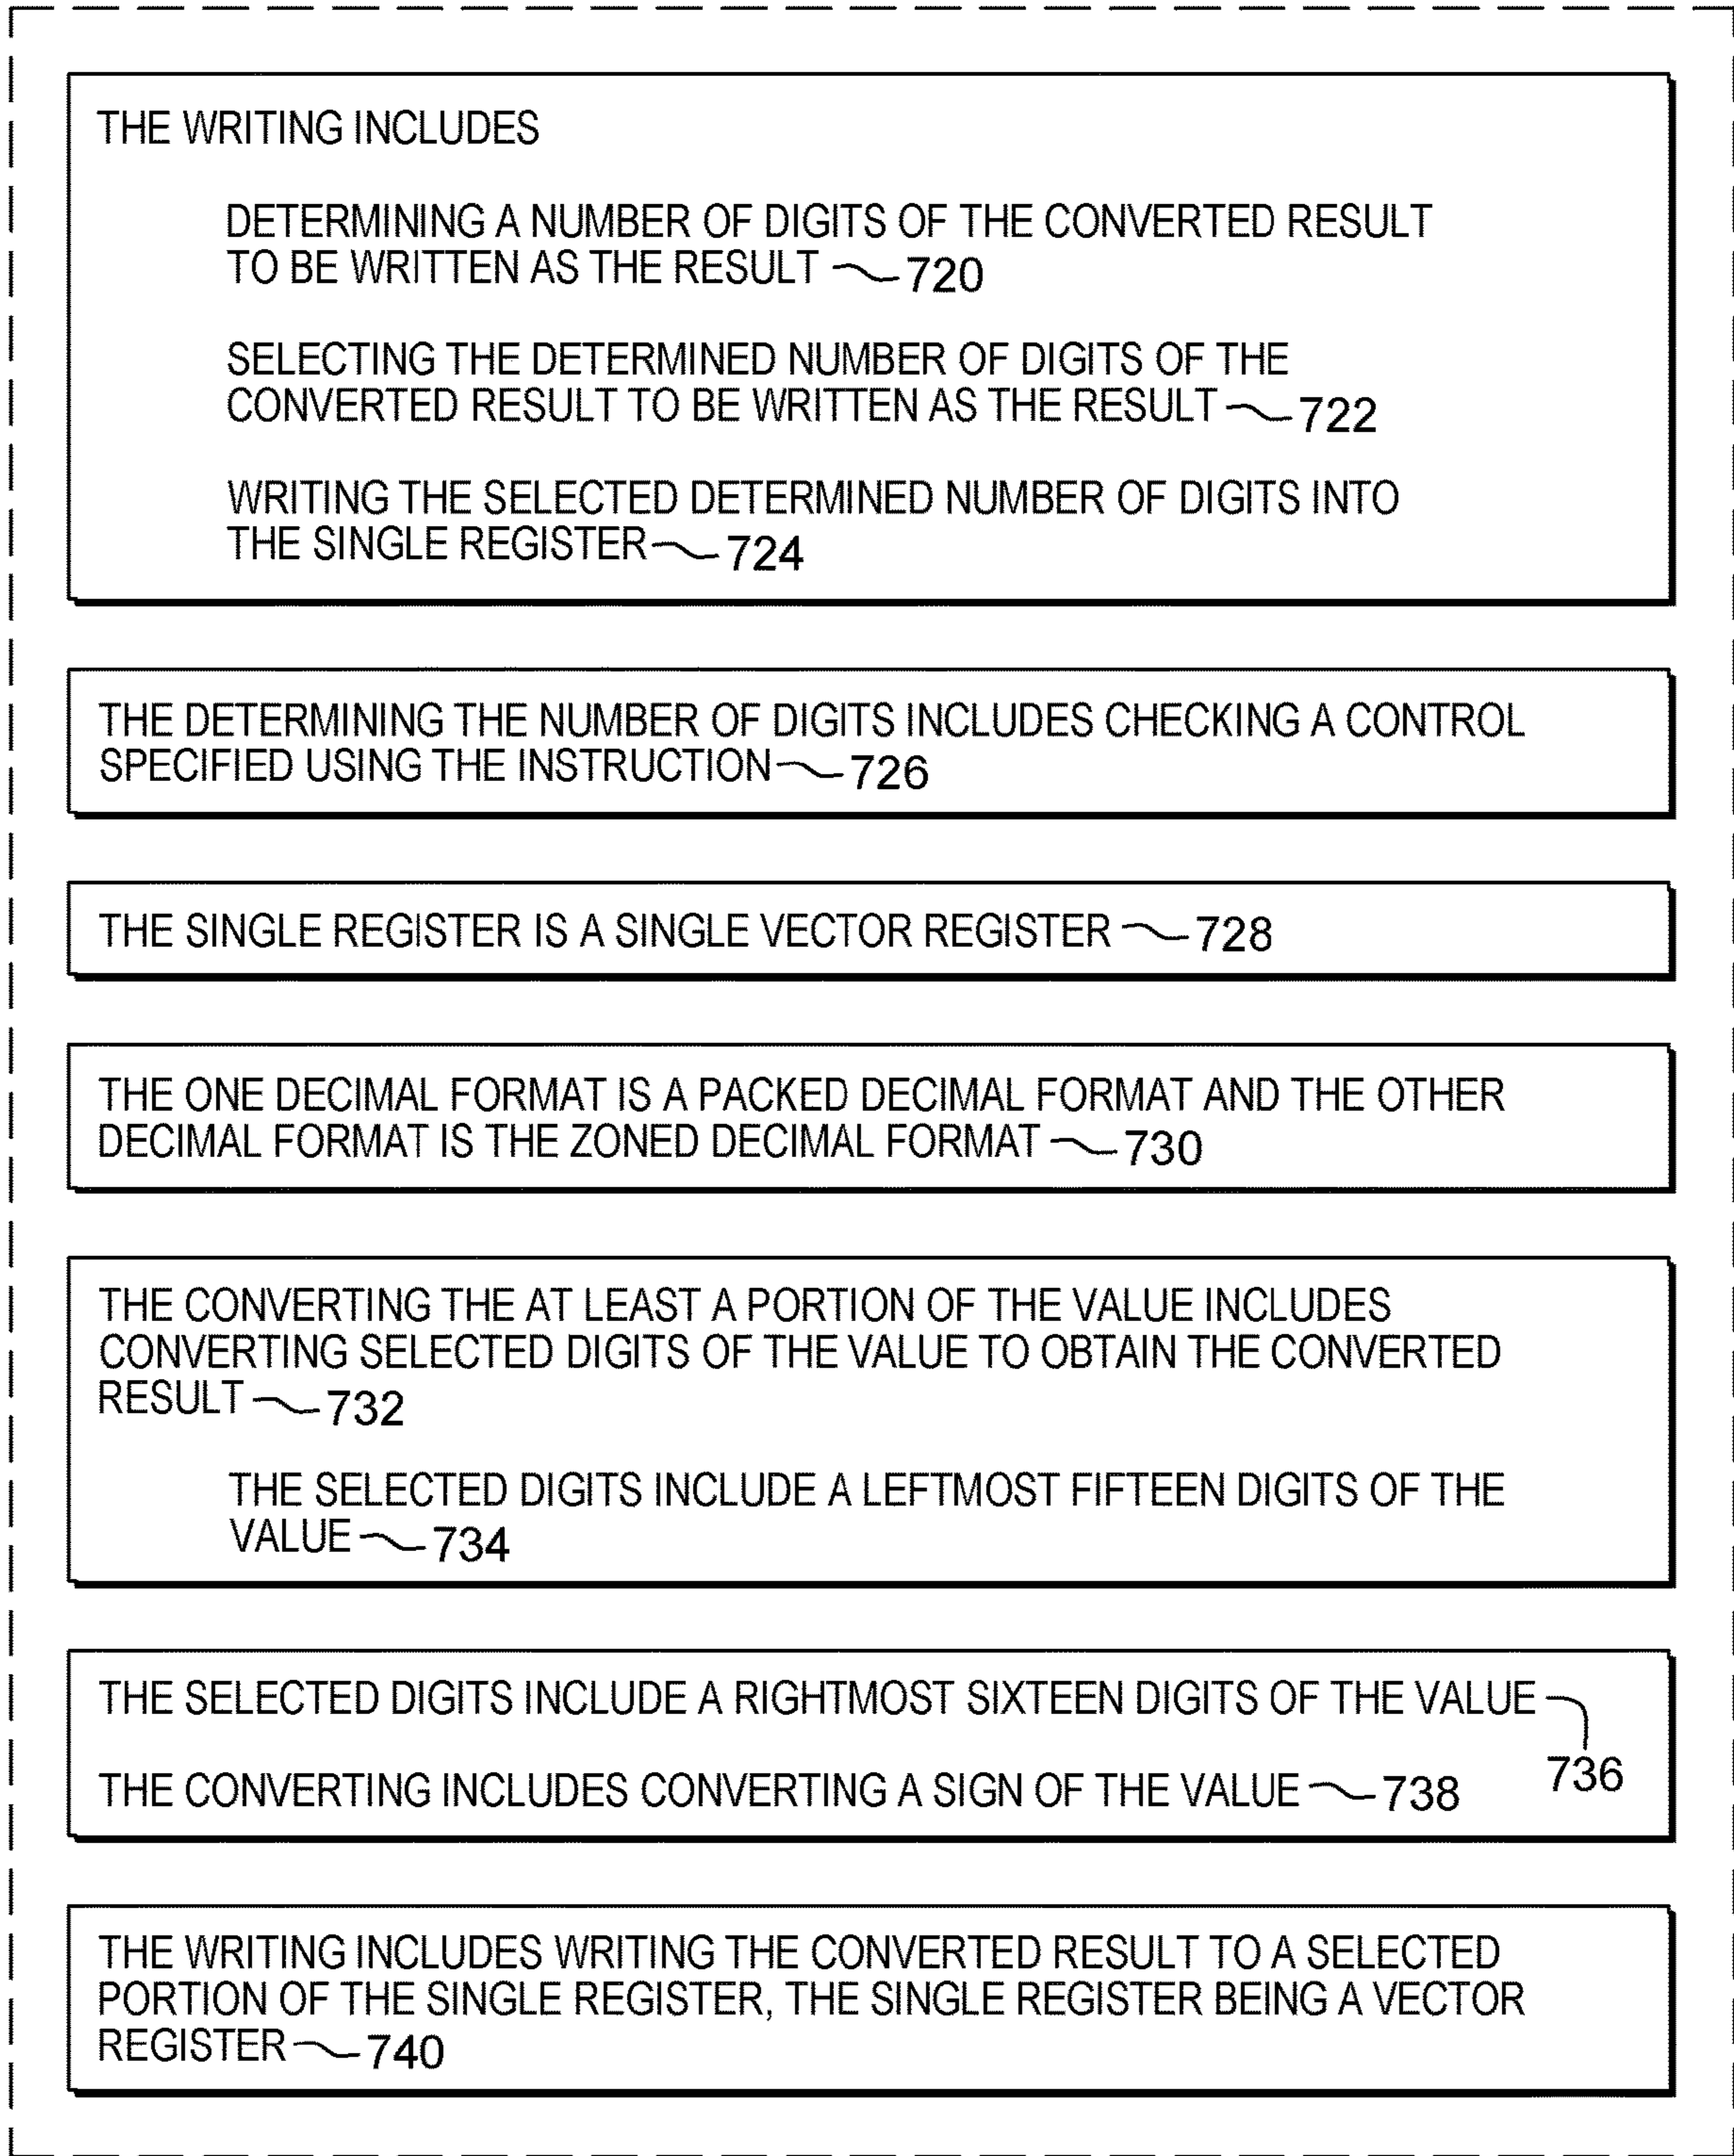 THE WRITING INCLUDES
DETERMINING A NUMBER OF DIGITS OF THE CONVERTED RESULT
TO BE WRITTEN AS THE RESULT 720
SELECTING THE DETERMINED NUMBER OF DIGITS OF THE
CONVERTED RESULT TO BE WRITTEN AS THE RESULT 722
WRITING THE SELECTED DETERMINED NUMBER OF DIGITS INTO
THE SINGLE REGISTER 724
THE DETERMINING THE NUMBER OF DIGITS INCLUDES CHECKING A CONTROL
SPECIFIED USING THE INSTRUCTION 726
THE SINGLE REGISTER IS A SINGLE VECTOR REGISTER 728
THE ONE DECIMAL FORMAT IS A PACKED DECIMAL FORMAT AND THE OTHER
DECIMAL FORMAT IS THE ZONED DECIMAL FORMAT 730
THE CONVERTING THE AT LEAST A PORTION OF THE VALUE INCLUDES
CONVERTING SELECTED DIGITS OF THE VALUE TO OBTAIN THE CONVERTED
RESULT 732
THE SELECTED DIGITS INCLUDE A LEFTMOST FIFTEEN DIGITS OF THE
VALUE 734
THE SELECTED DIGITS INCLUDE A RIGHTMOST SIXTEEN DIGITS OF THE VALUE
736
THE CONVERTING INCLUDES CONVERTING A SIGN OF THE VALUE 738
THE WRITING INCLUDES WRITING THE CONVERTED RESULT TO A SELECTED
PORTION OF THE SINGLE REGISTER, THE SINGLE REGISTER BEING A VECTOR
REGISTER 740